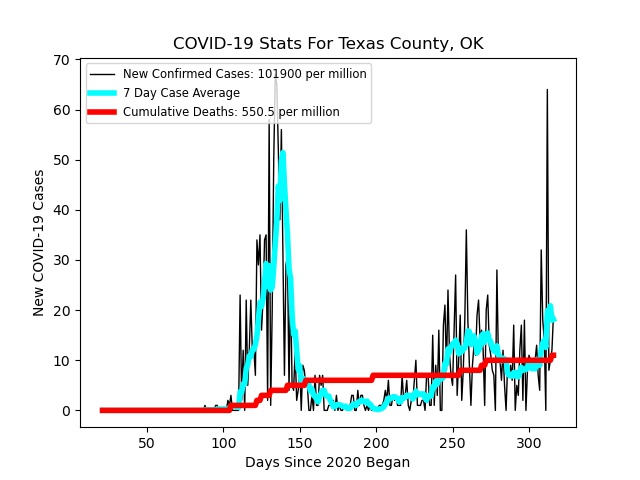 COVID-19 Stats For Texas County, OK
New Confirmed Cases: 101900 per million
7 Day Case Average
Cumulative Deaths: 550.5 per million
70
60
50
40
30
20
10
0
New COVID-19 Cases
50 100 150 200 250 300
Days Since 2020 Began